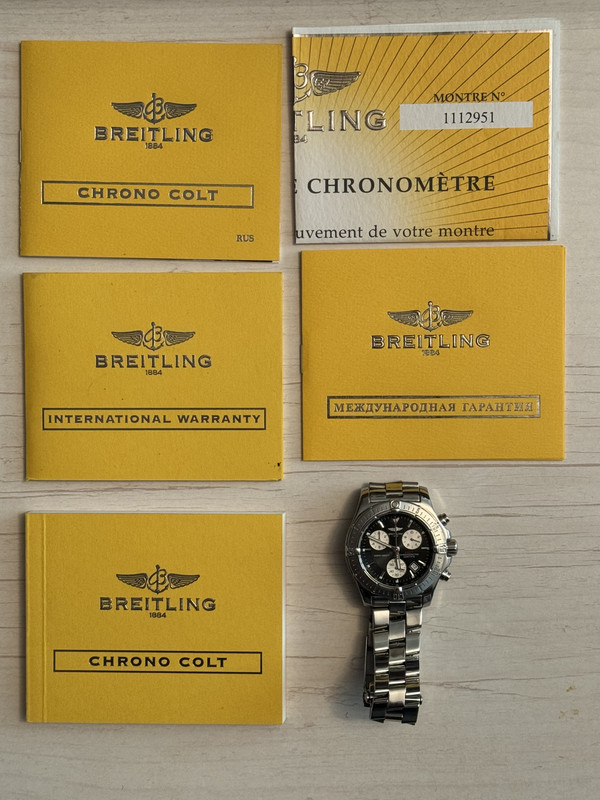 BREITLING
1884
CHRONO COLT
RUS
TLING
MONTRE N°
1112951
E CHRONOMÈTRE
uvement de votre montre
BREITLING
1884
INTERNATIONAL WARRANTY
BREITLING
1884
МЕЖДУНАРОДНАЯ ГАРАНТИЯ
BREITLING
1884
CHRONO COLT